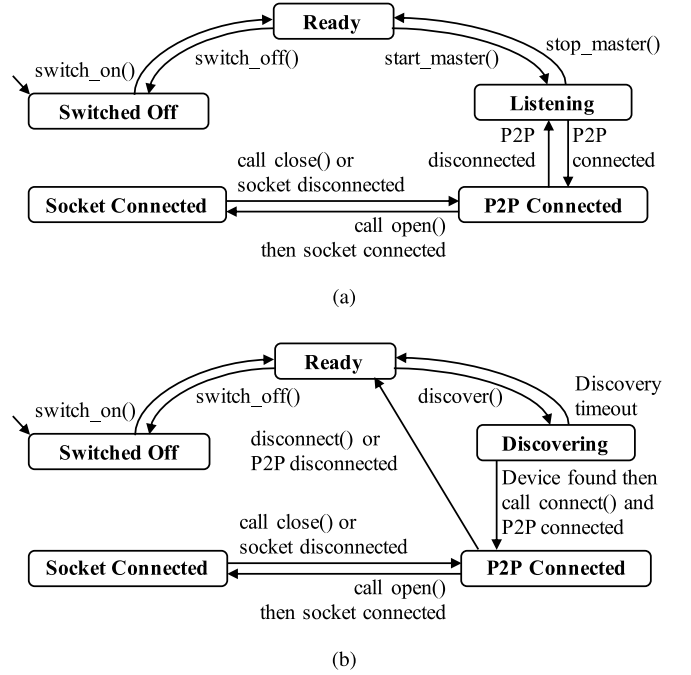 Ready
switch_on()
switch_off()
start_master()
stop_master()
Switched Off
Listening
P2P
disconnected
P2P
connected
call close() or
socket disconnected
Socket Connected
P2P Connected
call open()
then socket connected
(a)
Ready
switch_on()
switch_off()
discover()
Discovery
timeout
Switched Off
disconnect() or
P2P disconnected
Discovering
Device found then
call connect() and
P2P connected
call close() or
socket disconnected
Socket Connected
P2P Connected
call open()
then socket connected
(b)